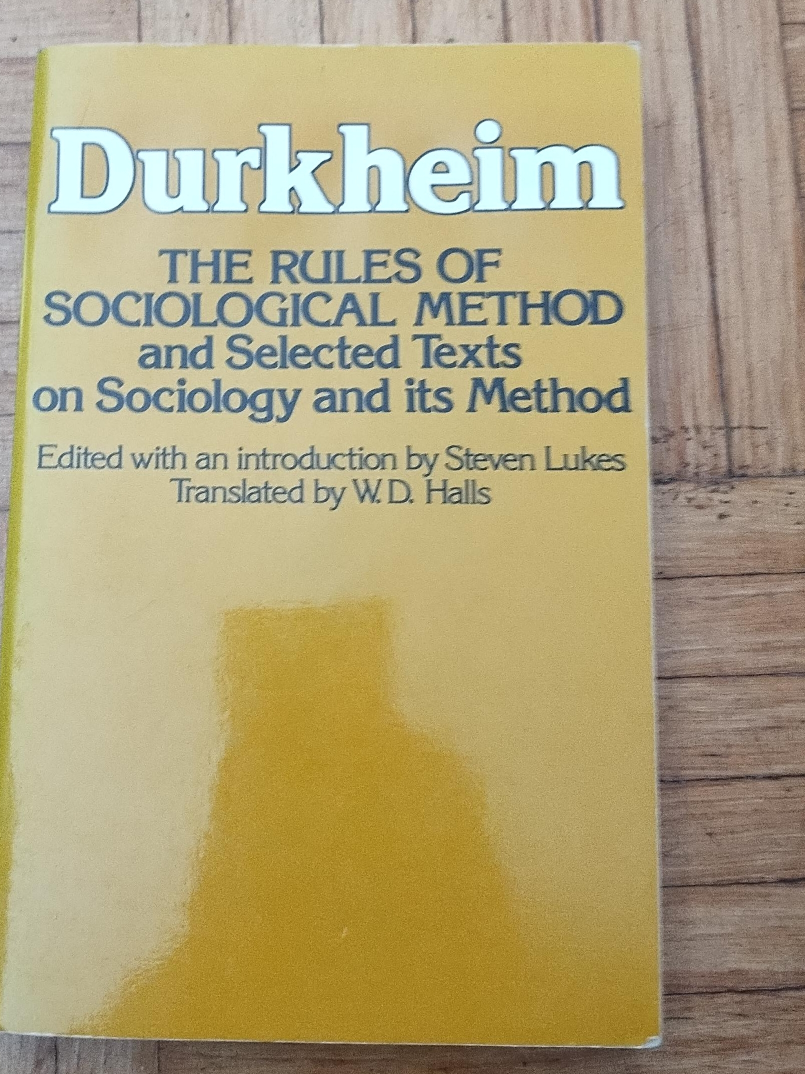 Durkheim
THE RULES OF
SOCIOLOGICAL METHOD
and Selected Texts
on Sociology and its Method
Edited with an introduction by Steven Lukes
Translated by W.D. Halls